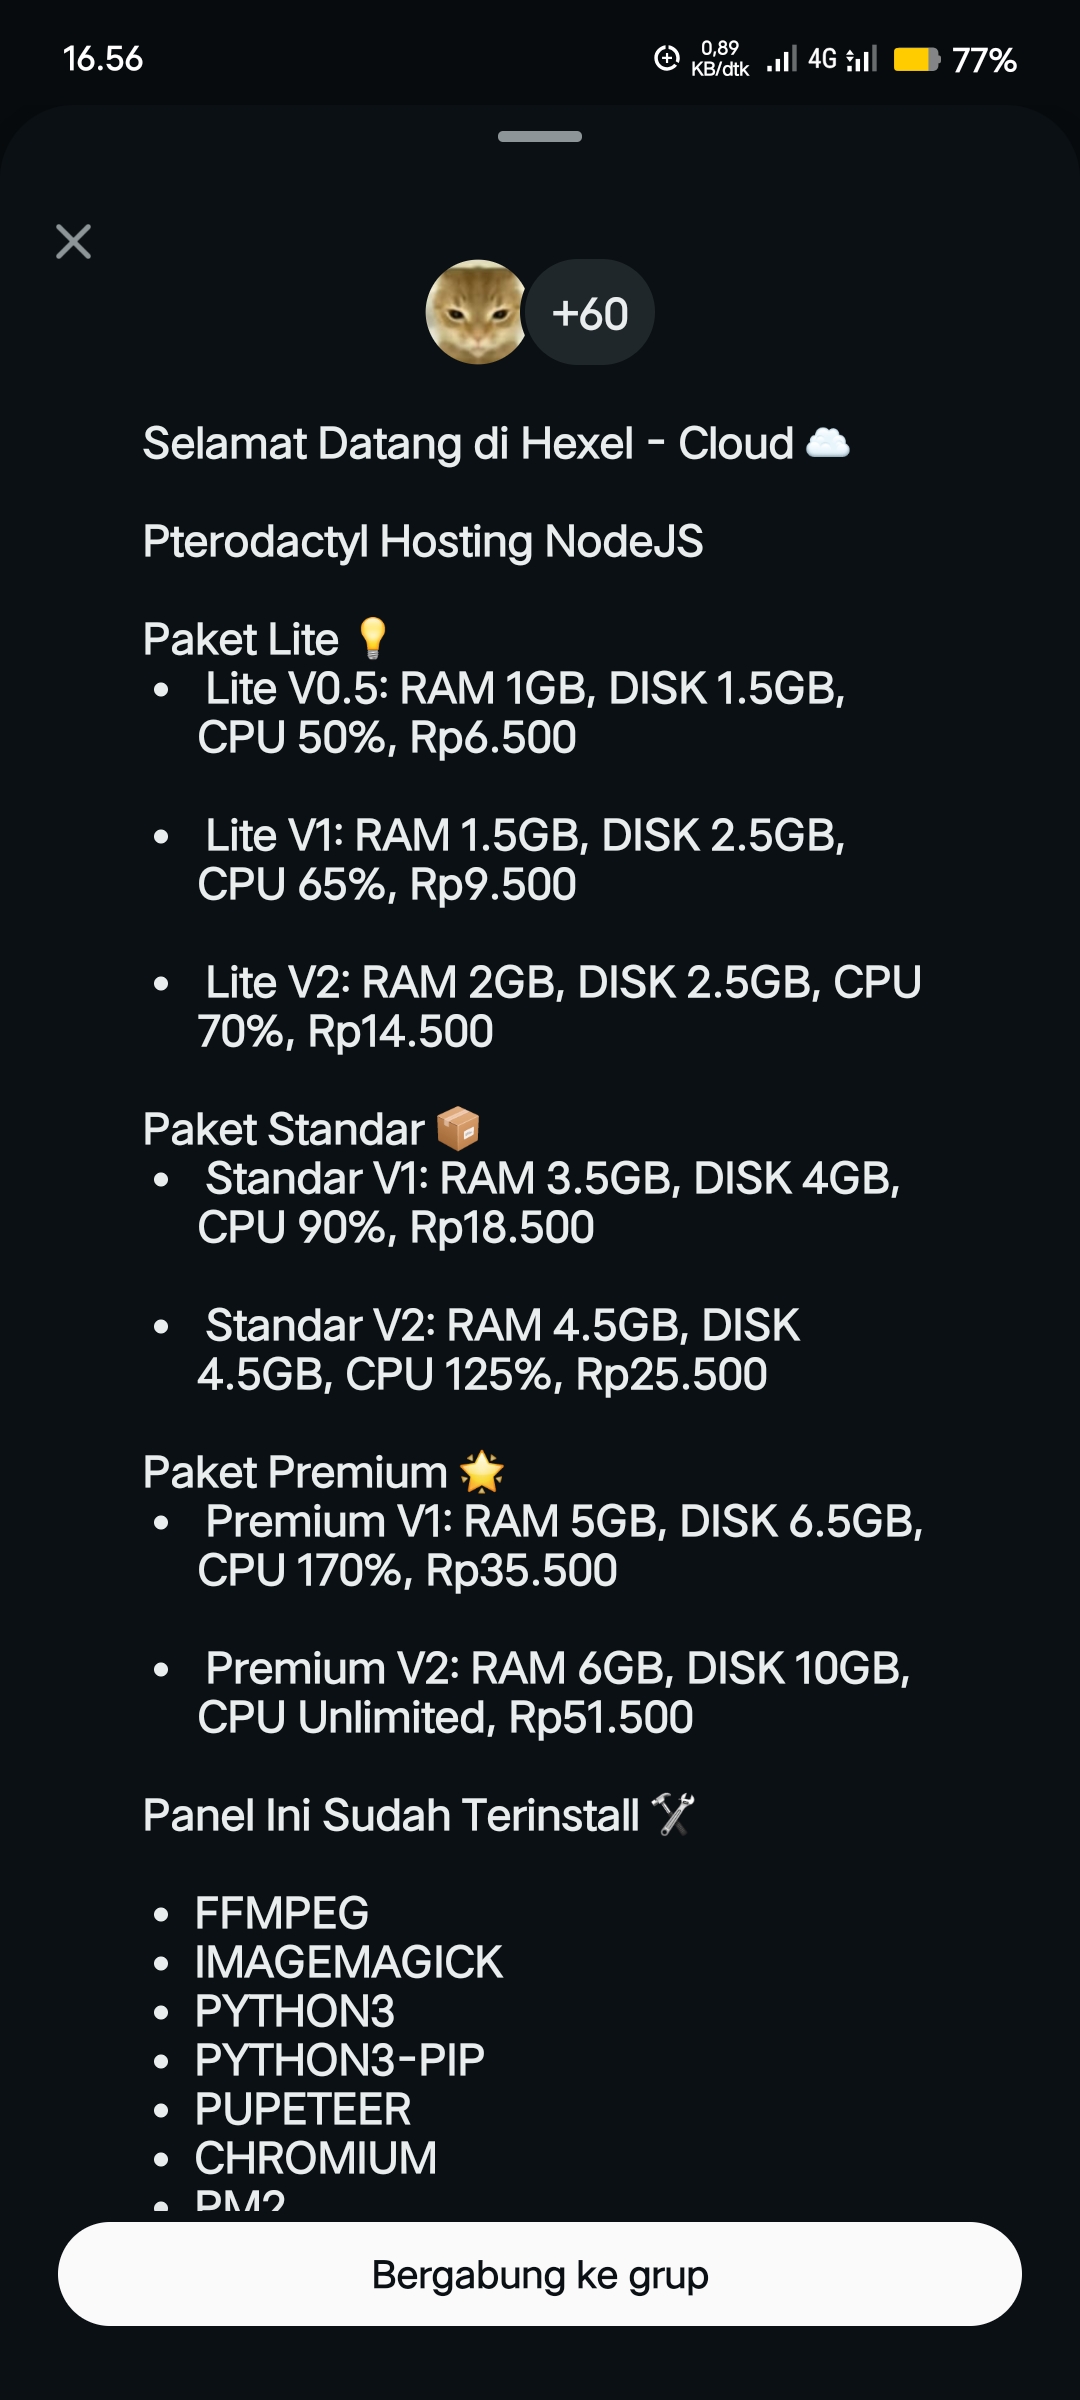 16.56
0,89
KB/dtk
4G
77%
+60
Selamat Datang di Hexel - Cloud ☁️
Pterodactyl Hosting NodeJS
Paket Lite 💡
• Lite V0.5: RAM 1GB, DISK 1.5GB,
CPU 50%, Rp6.500
• Lite V1: RAM 1.5GB, DISK 2.5GB,
CPU 65%, Rp9.500
• Lite V2: RAM 2GB, DISK 2.5GB, CPU
70%, Rp14.500
Paket Standar 📦
• Standar V1: RAM 3.5GB, DISK 4GB,
CPU 90%, Rp18.500
• Standar V2: RAM 4.5GB, DISK
4.5GB, CPU 125%, Rp25.500
Paket Premium 🌟
• Premium V1: RAM 5GB, DISK 6.5GB,
CPU 170%, Rp35.500
• Premium V2: RAM 6GB, DISK 10GB,
CPU Unlimited, Rp51.500
Panel Ini Sudah Terinstall 🛠️
• FFMPEG
• IMAGEMAGICK
• PYTHON3
• PYTHON3-PIP
• PUPETEER
• CHROMIUM
• PM2
Bergabung ke grup